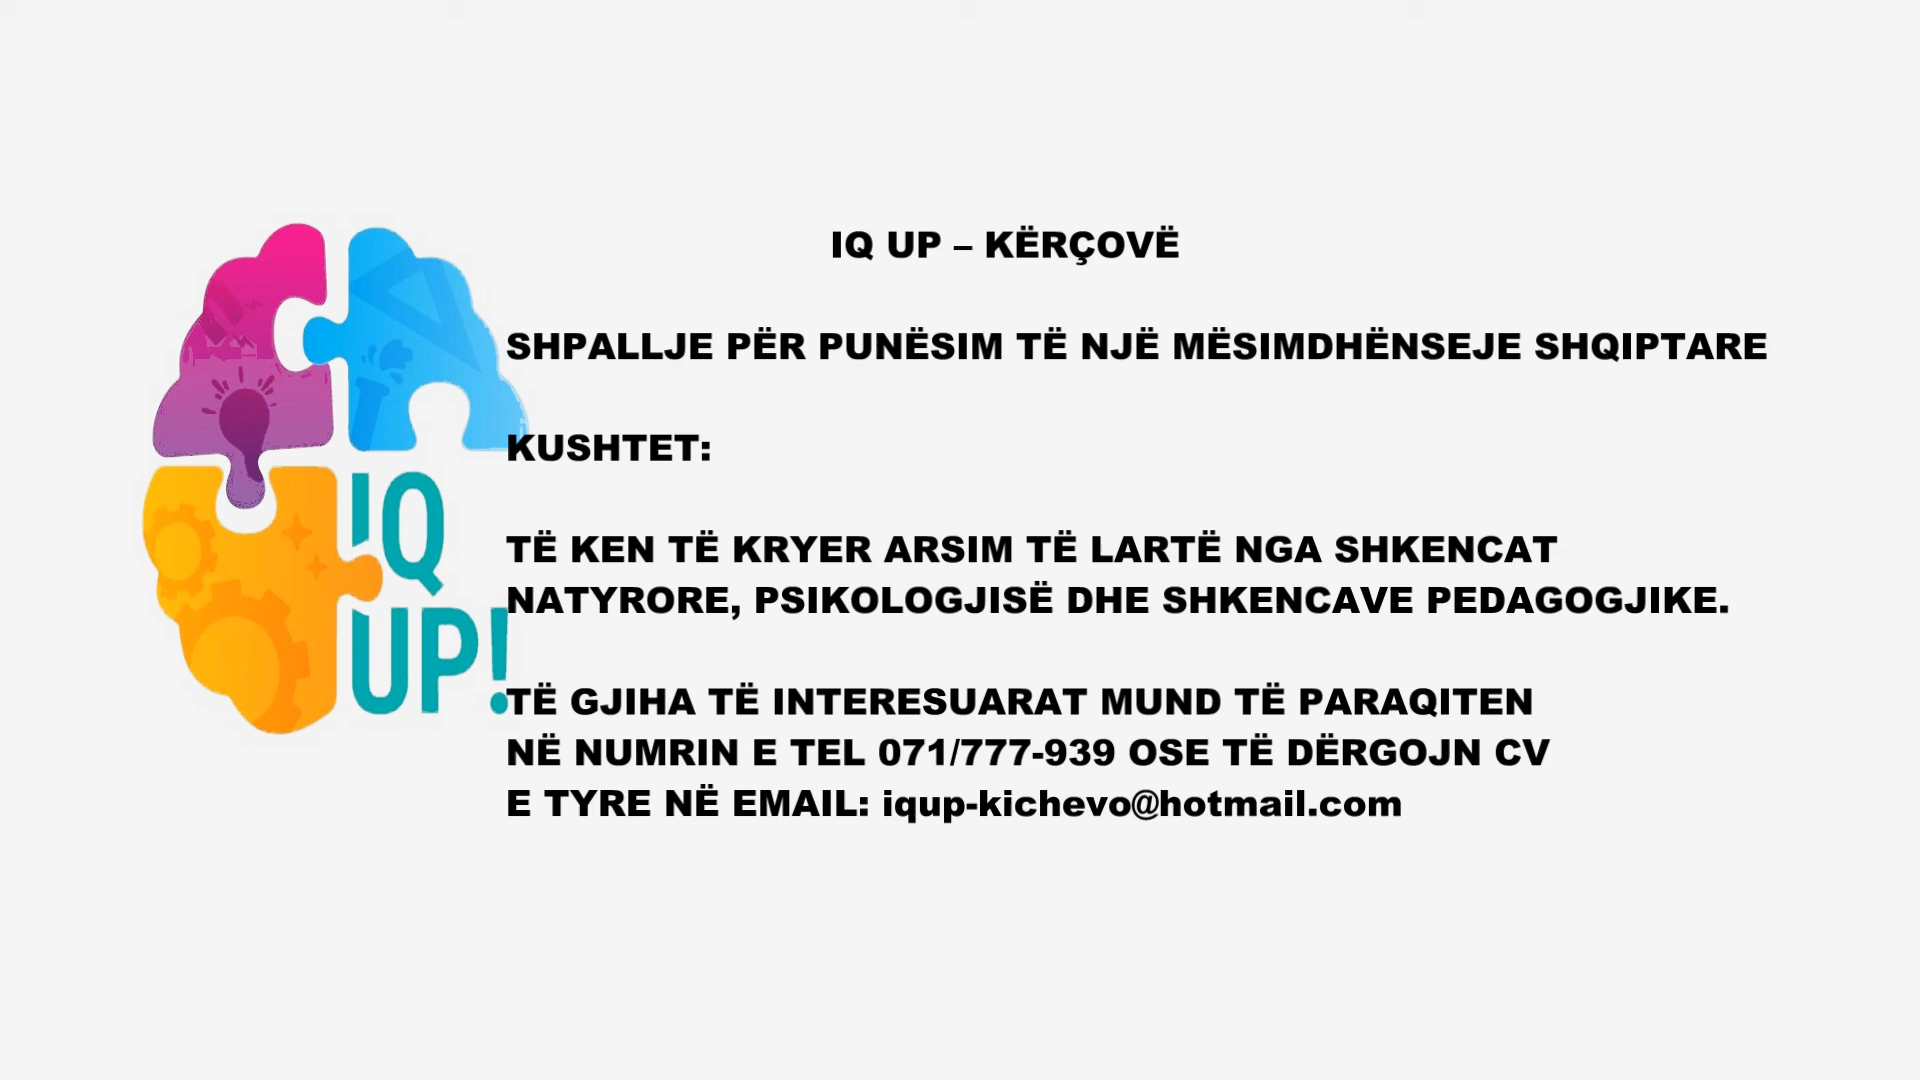 IQ UP – KËRÇOVË
SHPALLJE PËR PUNËSIM TË NJË MËSIMDHËNSEJE SHQIPTARE
KUSHTET:
TË KEN TË KRYER ARSIM TË LARTË NGA SHKENCAT
NATYRORE, PSIKOLOGJISË DHE SHKENCAVE PEDAGOGJIKE.
IQ
UP!
TË GJIHA TË INTERESUARAT MUND TË PARAQITEN
NË NUMRIN E TEL 071/777-939 OSE TË DËRGOJN CV
E TYRE NË EMAIL: iqup-kichevo@hotmail.com